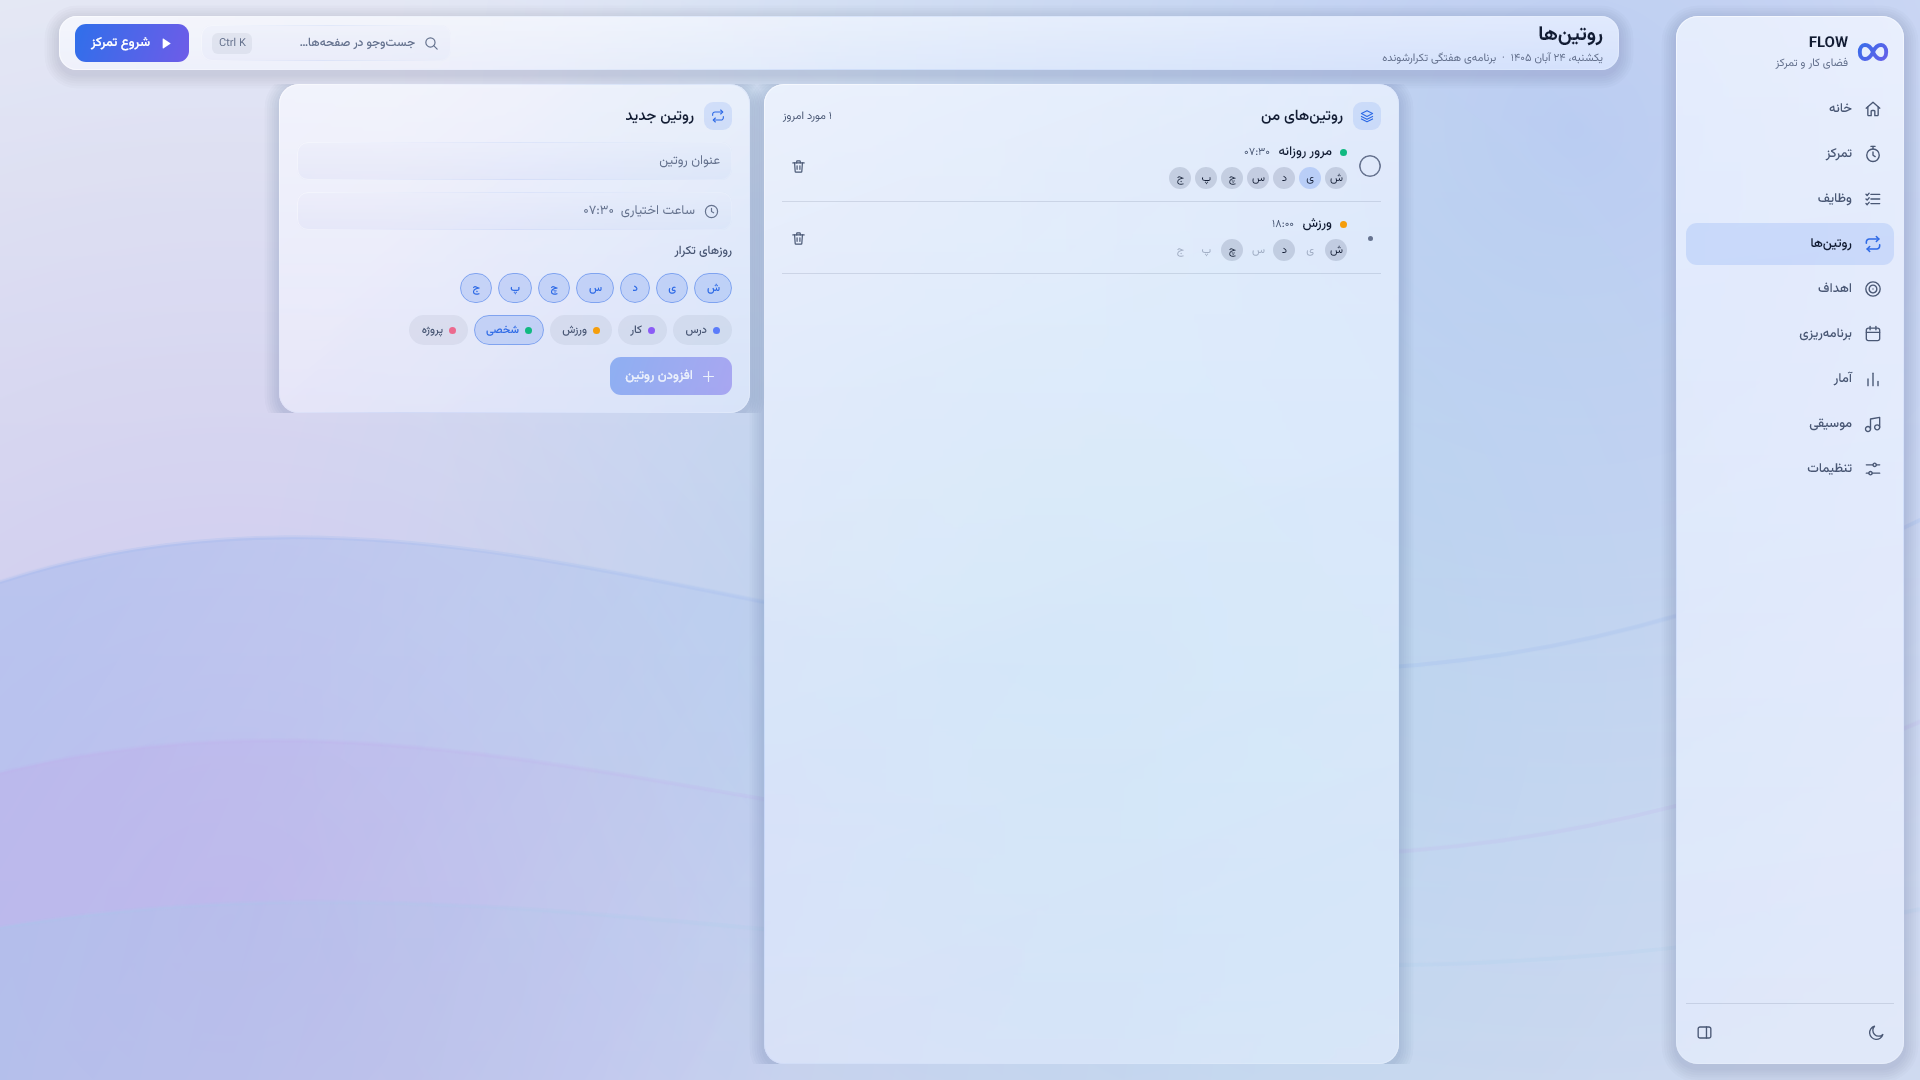 FLOW
فضای کار و تمرکز
خانه
تمرکز
وظایف
روتین‌ها
اهداف
برنامه‌ریزی
آمار
موسیقی
تنظیمات
روتین‌ها
یکشنبه، ۲۴ آبان ۱۴۰۵ · برنامه‌ی هفتگی تکرارشونده
جست‌وجو در صفحه‌ها... Ctrl K
شروع تمرکز
روتین‌های من
۱ مورد امروز
مرور روزانه ۰۷:۳۰
ش ی د س چ پ ج
ورزش ۱۸:۰۰
ش ی د س چ پ ج
روتین جدید
عنوان روتین
ساعت اختیاری ۰۷:۳۰
روزهای تکرار
ش ی د س چ پ ج
درس کار ورزش شخصی پروژه
افزودن روتین